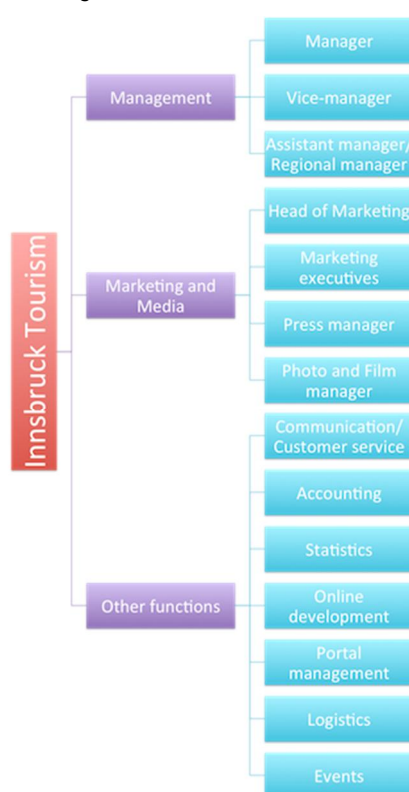 Innsbruck Tourism
Management
Manager
Vice-manager
Assistant manager/
Regional manager
Marketing and
Media
Head of Marketing
Marketing
executives
Press manager
Photo and Film
manager
Other functions
Communication/
Customer service
Accounting
Statistics
Online
development
Portal
management
Logistics
Events